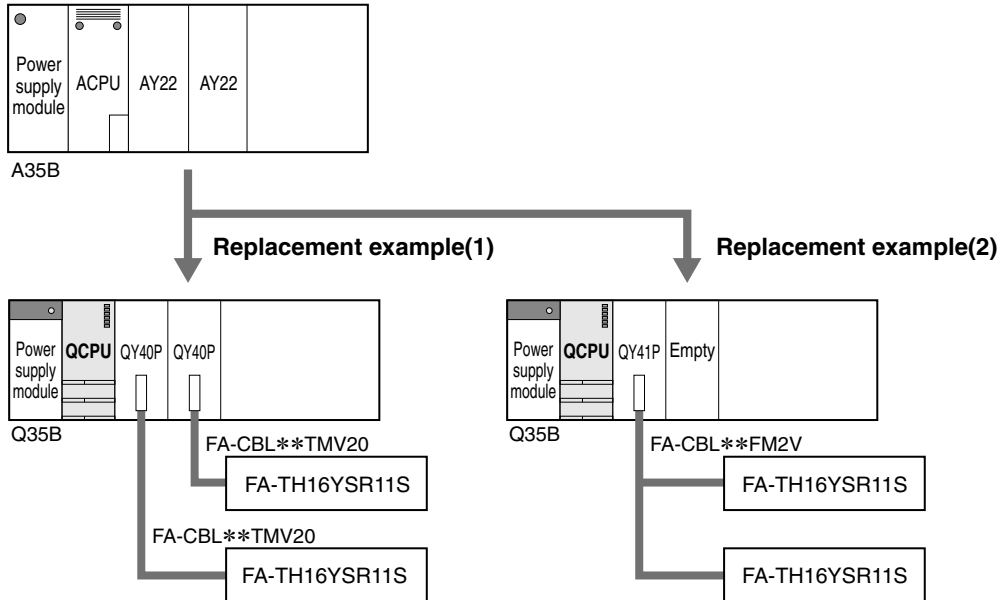 Power
supply
module
ACPU
AY22
AY22
A35B
Replacement example(1)
Replacement example(2)
Power
supply
module
QCPU
QY40P
QY40P
Q35B
FA-CBL**TMV20
FA-TH16YSR11S
FA-CBL**TMV20
FA-TH16YSR11S
Power
supply
module
QCPU
QY41P
Empty
Q35B
FA-CBL**FM2V
FA-TH16YSR11S
FA-TH16YSR11S